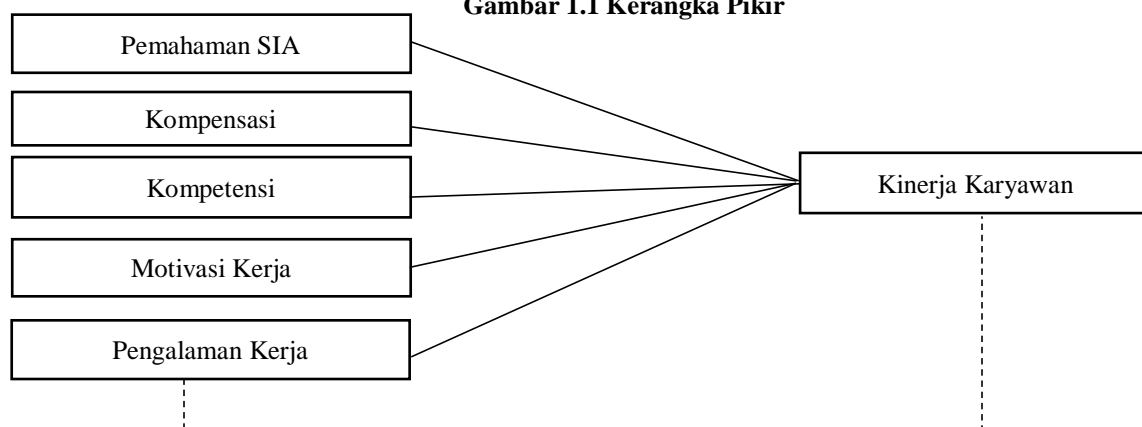 Gambar 1.1 Kerangka Pikir
Pemahaman SIA
Kompensasi
Kompetensi
Kinerja Karyawan
Motivasi Kerja
Pengalaman Kerja